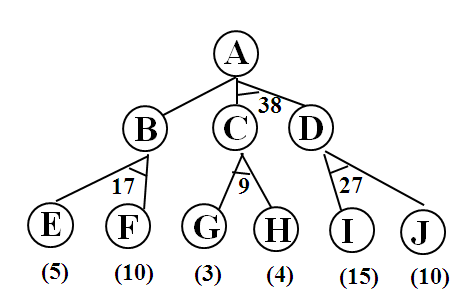 A
38
B C D
17 9 27
E F G H I J
(5) (10) (3) (4) (15) (10)